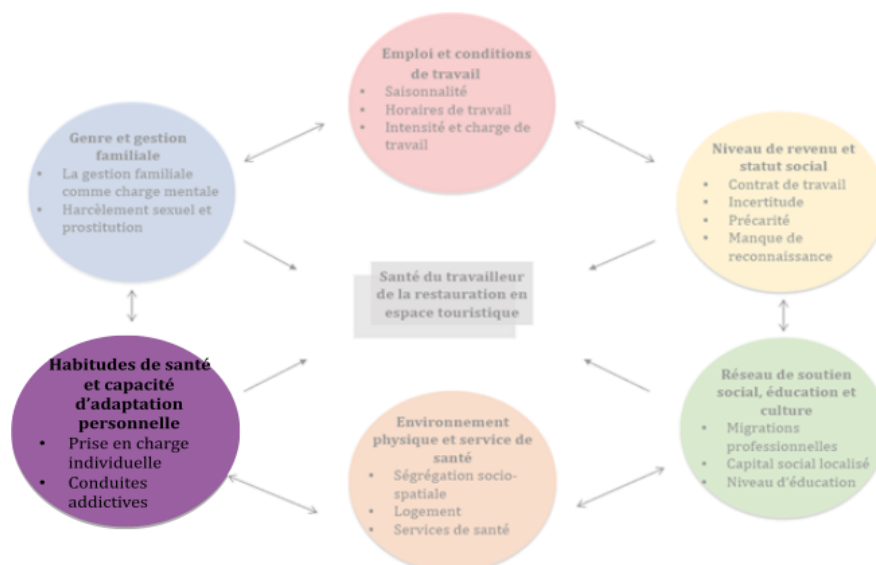 Emploi et conditions
de travail
• Saisonnalité
• Horaires de travail
• Intensité et charge de
travail
Genre et gestion
familiale
• La gestion familiale
comme charge mentale
• Harcèlement sexuel et
prostitution
Niveau de revenu et
statut social
• Contrat de travail
• Incertitude
• Précarité
• Manque de
reconnaissance
Santé du travailleur
de la restauration en
espace touristique
Habitudes de santé
et capacité
d'adaptation
personnelle
• Prise en charge
individuelle
• Conduites
addictives
Environnement
physique et service de
santé
• Ségrégation socio-
spatiale
• Logement
• Services de santé
Réseau de soutien
social, éducation et
culture
• Migrations
professionnelles
• Capital social localisé
• Niveau d'éducation